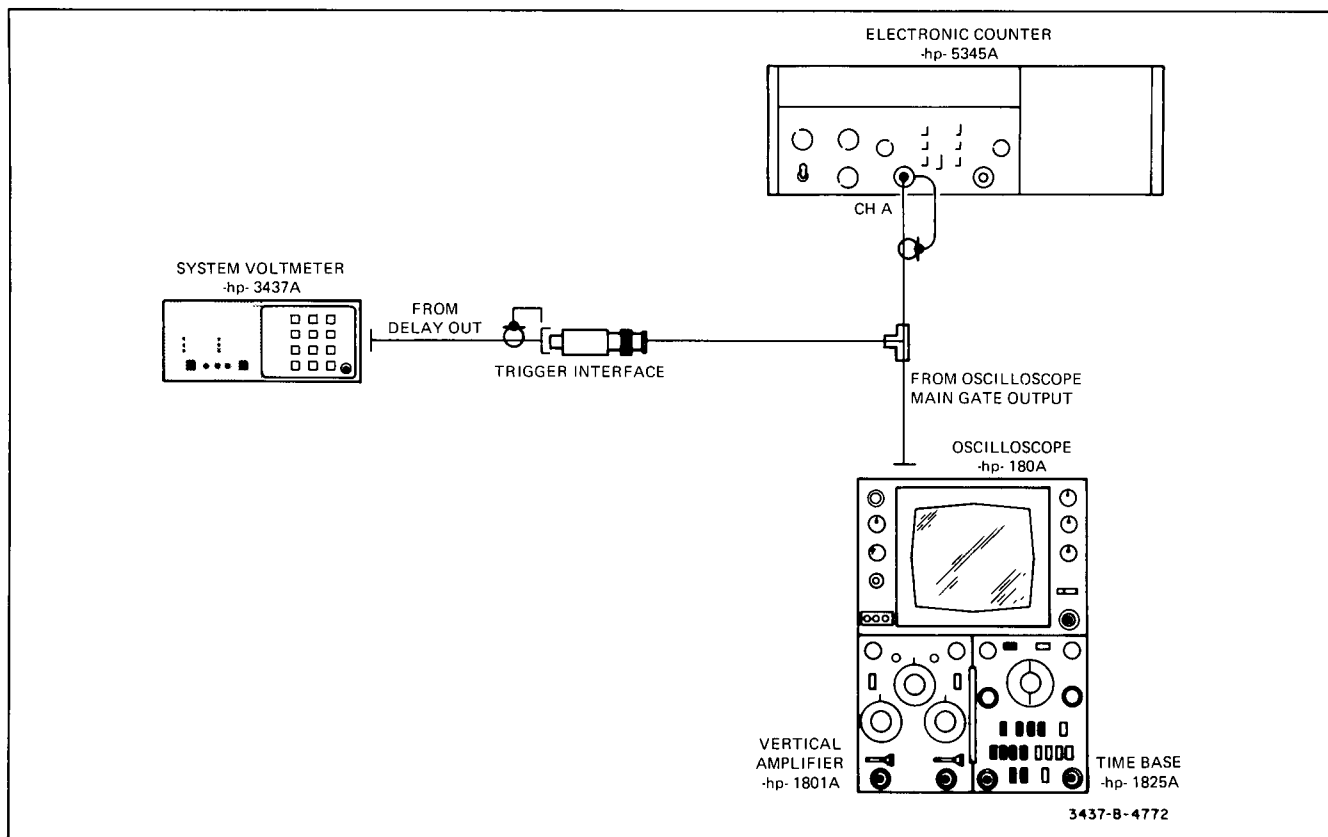 ELECTRONIC COUNTER
-hp- 5345A
CH A
SYSTEM VOLTMETER
-hp- 3437A
FROM
DELAY OUT
TRIGGER INTERFACE
FROM OSCILLOSCOPE
MAIN GATE OUTPUT
OSCILLOSCOPE
-hp- 180A
VERTICAL
AMPLIFIER
-hp- 1801A
TIME BASE
-hp- 1825A
3437-B-4772